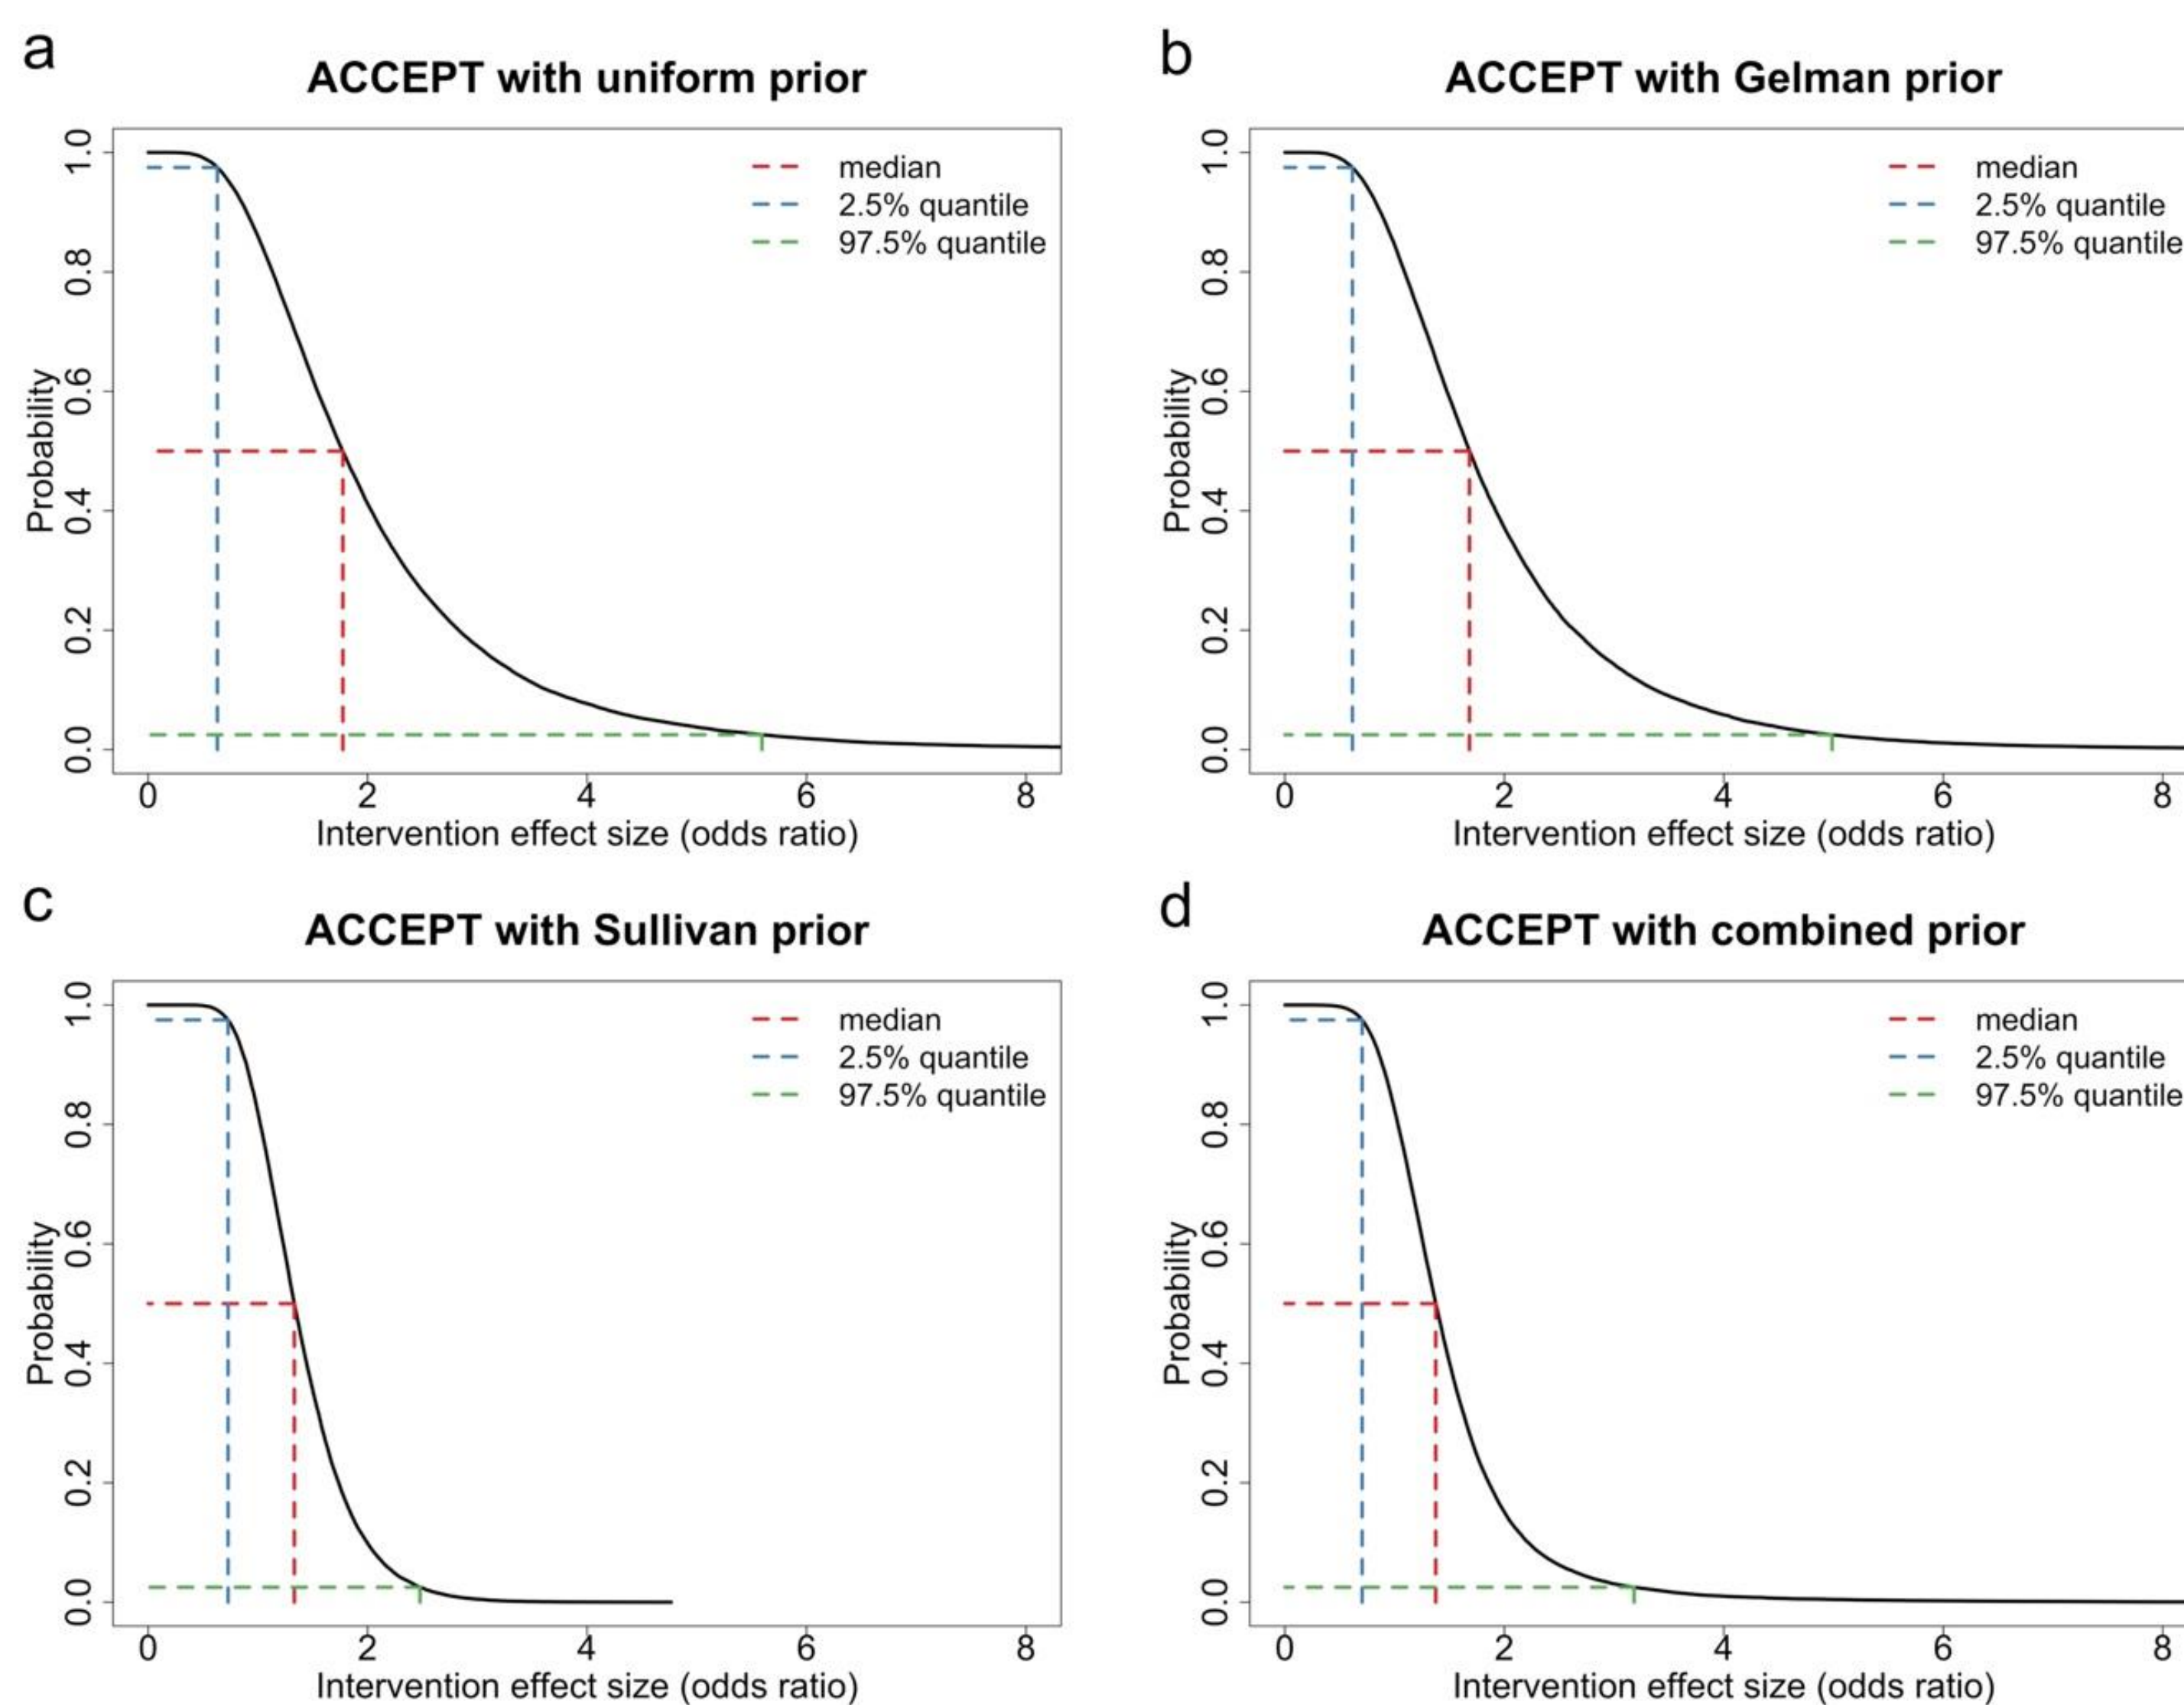 a
ACCEPT with uniform prior
median
2.5% quantile
97.5% quantile
Probability
1.0
0.8
0.6
0.4
0.2
0.0
0 2 4 6 8
Intervention effect size (odds ratio)
b
ACCEPT with Gelman prior
median
2.5% quantile
97.5% quantile
Probability
1.0
0.8
0.6
0.4
0.2
0.0
0 2 4 6 8
Intervention effect size (odds ratio)
c
ACCEPT with Sullivan prior
median
2.5% quantile
97.5% quantile
Probability
1.0
0.8
0.6
0.4
0.2
0.0
0 2 4 6 8
Intervention effect size (odds ratio)
d
ACCEPT with combined prior
median
2.5% quantile
97.5% quantile
Probability
1.0
0.8
0.6
0.4
0.2
0.0
0 2 4 6 8
Intervention effect size (odds ratio)